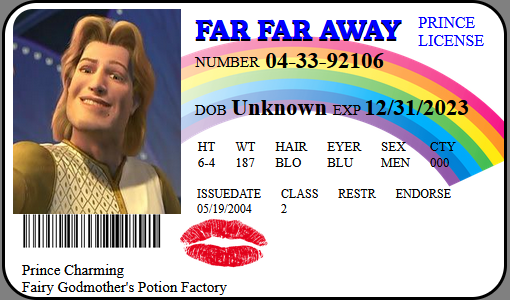 FAR FAR AWAY PRINCE
LICENSE
NUMBER 04-33-92106
DOB Unknown EXP 12/31/2023
HT WT HAIR EYER SEX CTY
6-4 187 BLO BLU MEN 000
ISSUEDATE CLASS RESTR ENDORSE
05/19/2004 2
Prince Charming
Fairy Godmother's Potion Factory